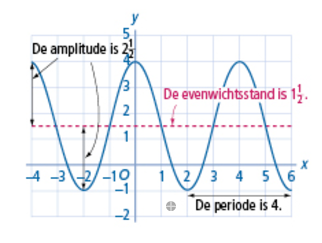 y
5
De amplitude is 2½
4
3
De evenwichtsstand is 1½.
2
1
x
-4 -3 -2 -1 O 1 2 3 4 5 6
-1
De periode is 4.
-2